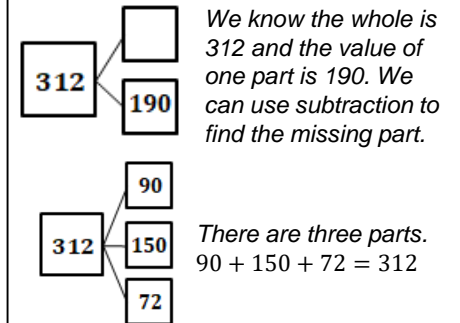 We know the whole is
312 and the value of
one part is 190. We
can use subtraction to
find the missing part.
312
190
90
312
150
72
There are three parts.
90 + 150 + 72 = 312